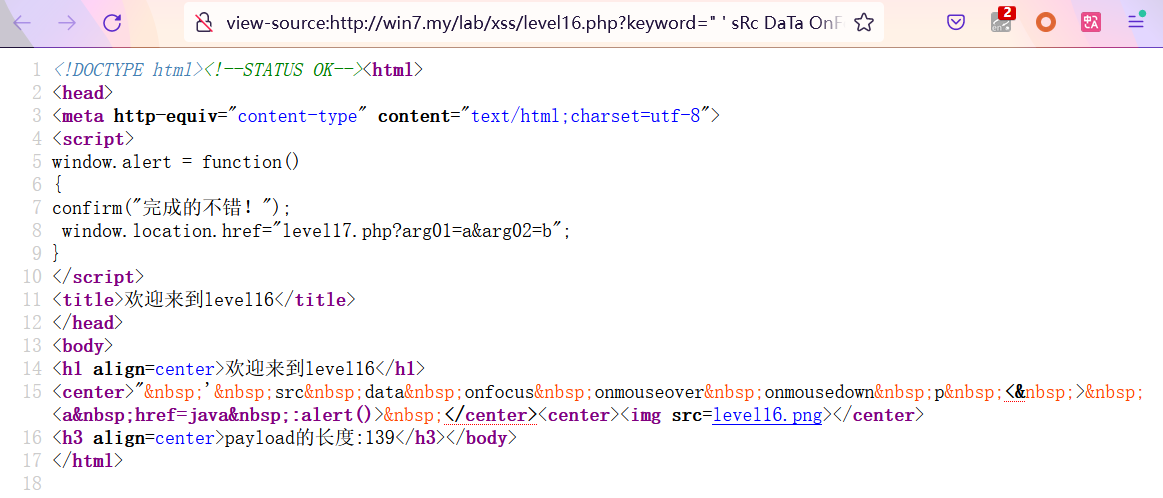 view-source:http://win7.my/lab/xss/level16.php?keyword=" ' sRc DaTa OnF
2
1 <!DOCTYPE html><!--STATUS OK--><html>
2 <head>
3 <meta http-equiv="content-type" content="text/html;charset=utf-8">
4 <script>
5 window.alert = function()
6 {
7 confirm("完成的不错！");
8 window.location.href="level17.php?arg01=a&arg02=b";
9 }
10 </script>
11 <title>欢迎来到level16</title>
12 </head>
13 <body>
14 <h1 align=center>欢迎来到level16</h1>
15 <center>"&nbsp;'&nbsp;src&nbsp;data&nbsp;onfocus&nbsp;onmouseover&nbsp;onmousedown&nbsp;p&nbsp;<&nbsp;>&nbsp;
<a&nbsp;href=java&nbsp;:alert()>&nbsp;</center><center><img src=level16.png></center>
16 <h3 align=center>payload的长度:139</h3></body>
17 </html>
18